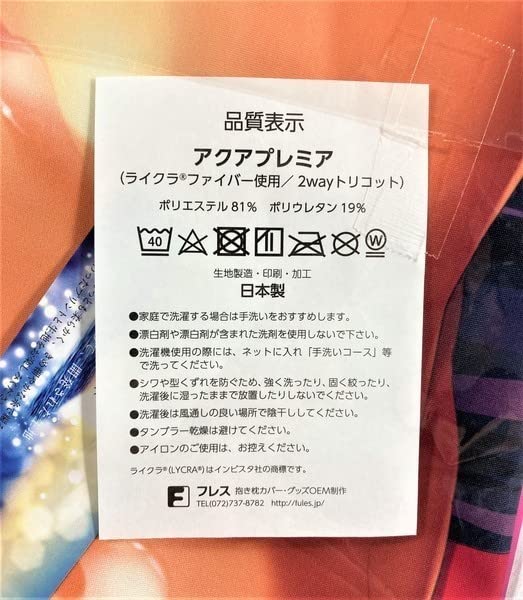 品質表示
アクアプレミア
(ライクラ®ファイバー使用/ 2wayトリコット)
ポリエステル 81% ポリウレタン 19%
40
W
生地製造・印刷・加工
日本製
●家庭で洗濯する場合は手洗いをおすすめします。
●漂白剤や漂白剤が含まれた洗剤を使用しないで下さい。
●洗濯機使用の際には、ネットに入れ「手洗いコース」等
で洗ってください。
●シワや型くずれを防ぐため、強く洗ったり、固く絞ったり、
洗濯後に湿ったままで放置したりしないでください。
●洗濯後は風通しの良い場所で陰干ししてください。
●タンブラー乾燥は避けてください。
●アイロンのご使用は、お控えください。
ライクラ®(LYCRA®)はインビスタ社の商標です。
F フレス 抱き枕カバー・グッズOEM制作
TEL(072)737-8782 http://fules.jp/